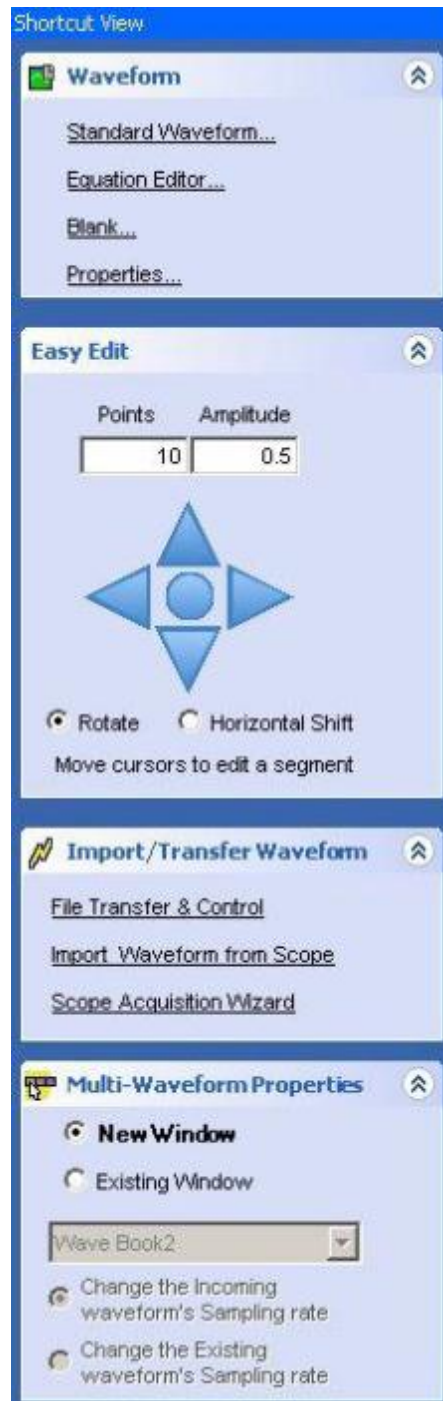 Shortcut View
Waveform
Standard Waveform...
Equation Editor...
Blank...
Properties...
Easy Edit
Points Amplitude
10 0.5
Rotate Horizontal Shift
Move cursors to edit a segment
Import/Transfer Waveform
File Transfer & Control
Import Waveform from Scope
Scope Acquisition Wizard
Multi-Waveform Properties
New Window
Existing Window
Wave Book2
Change the Incoming
waveform's Sampling rate
Change the Existing
waveform's Sampling rate